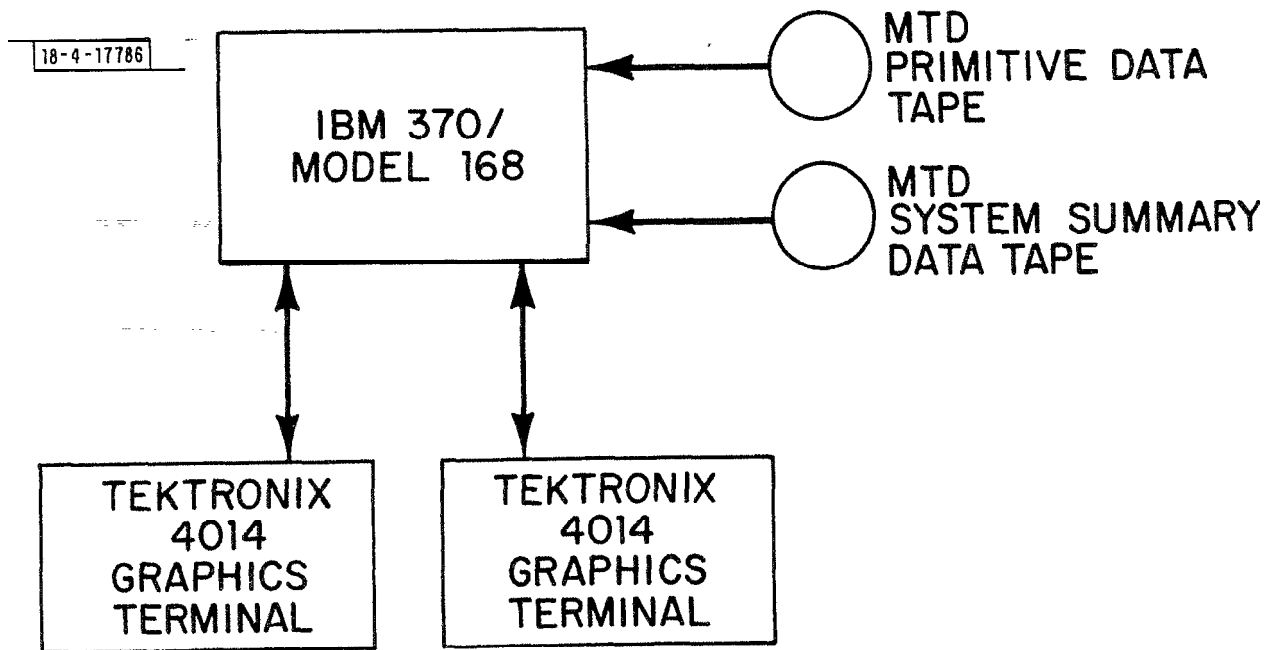 18-4-17786
IBM 370/
MODEL 168
MTD
PRIMITIVE DATA
TAPE
MTD
SYSTEM SUMMARY
DATA TAPE
TEKTRONIX
4014
GRAPHICS
TERMINAL
TEKTRONIX
4014
GRAPHICS
TERMINAL